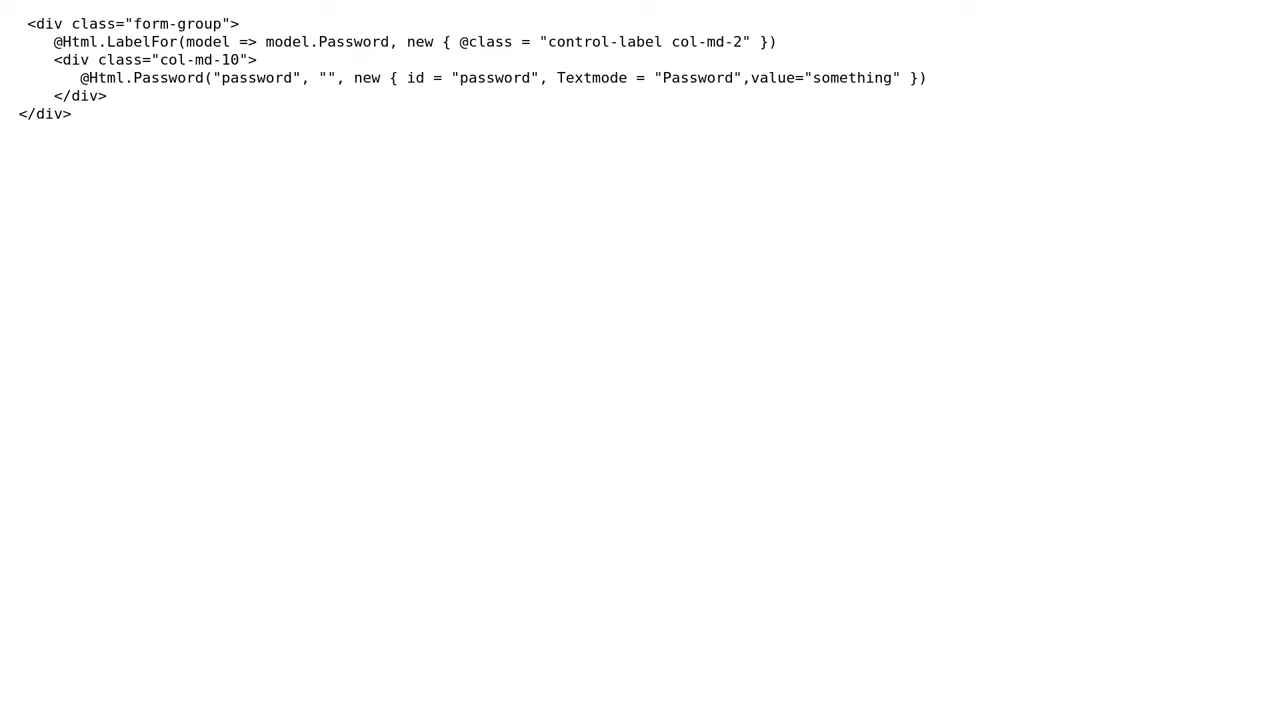 <div class="form-group">
@Html.LabelFor(model => model.Password, new { @class = "control-label col-md-2" })
<div class="col-md-10">
@Html.Password("password", "", new { id = "password", Textmode = "Password",value="something" })
</div>
</div>